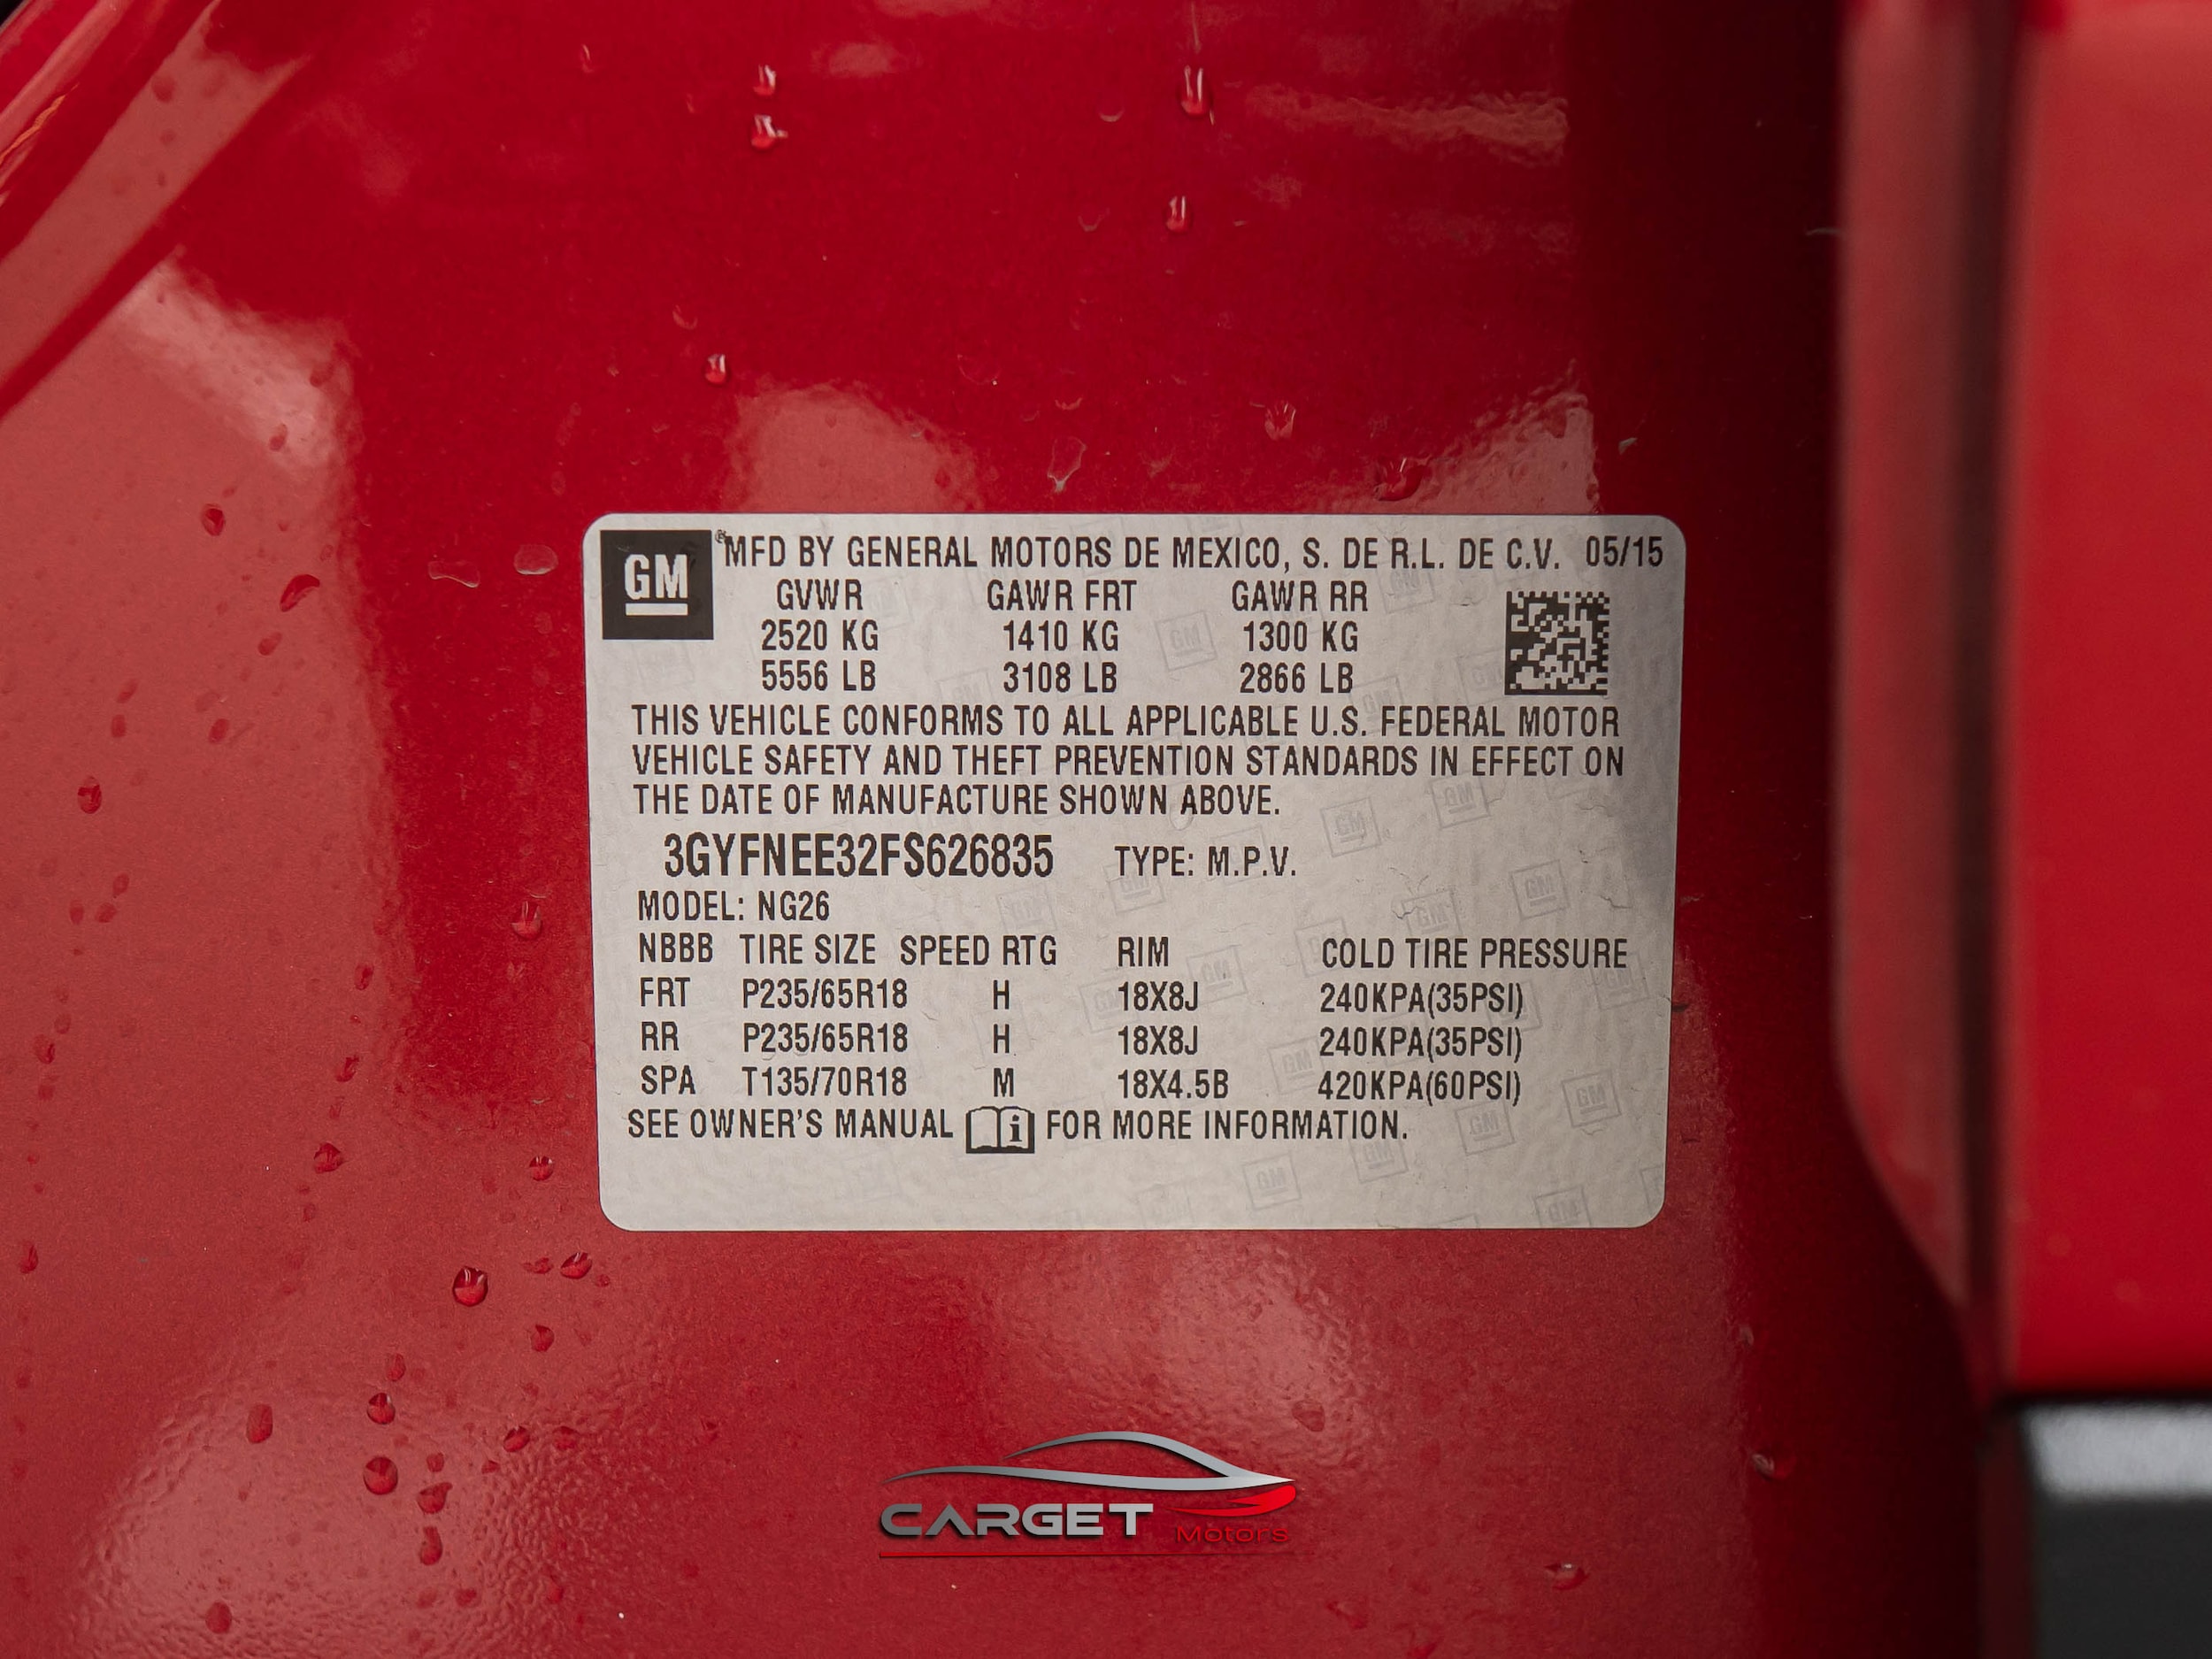 GM
® MFD BY GENERAL MOTORS DE MEXICO, S. DE R.L. DE C.V. 05/15
GVWR GAWR FRT GAWR RR
2520 KG 1410 KG 1300 KG
5556 LB 3108 LB 2866 LB
THIS VEHICLE CONFORMS TO ALL APPLICABLE U.S. FEDERAL MOTOR
VEHICLE SAFETY AND THEFT PREVENTION STANDARDS IN EFFECT ON
THE DATE OF MANUFACTURE SHOWN ABOVE.
3GYFNEE32FS626835 TYPE: M.P.V.
MODEL: NG26
NBBB TIRE SIZE SPEED RTG RIM COLD TIRE PRESSURE
FRT P235/65R18 H 18X8J 240KPA(35PSI)
RR P235/65R18 H 18X8J 240KPA(35PSI)
SPA T135/70R18 M 18X4.5B 420KPA(60PSI)
SEE OWNER'S MANUAL i FOR MORE INFORMATION.
CARGET Motors